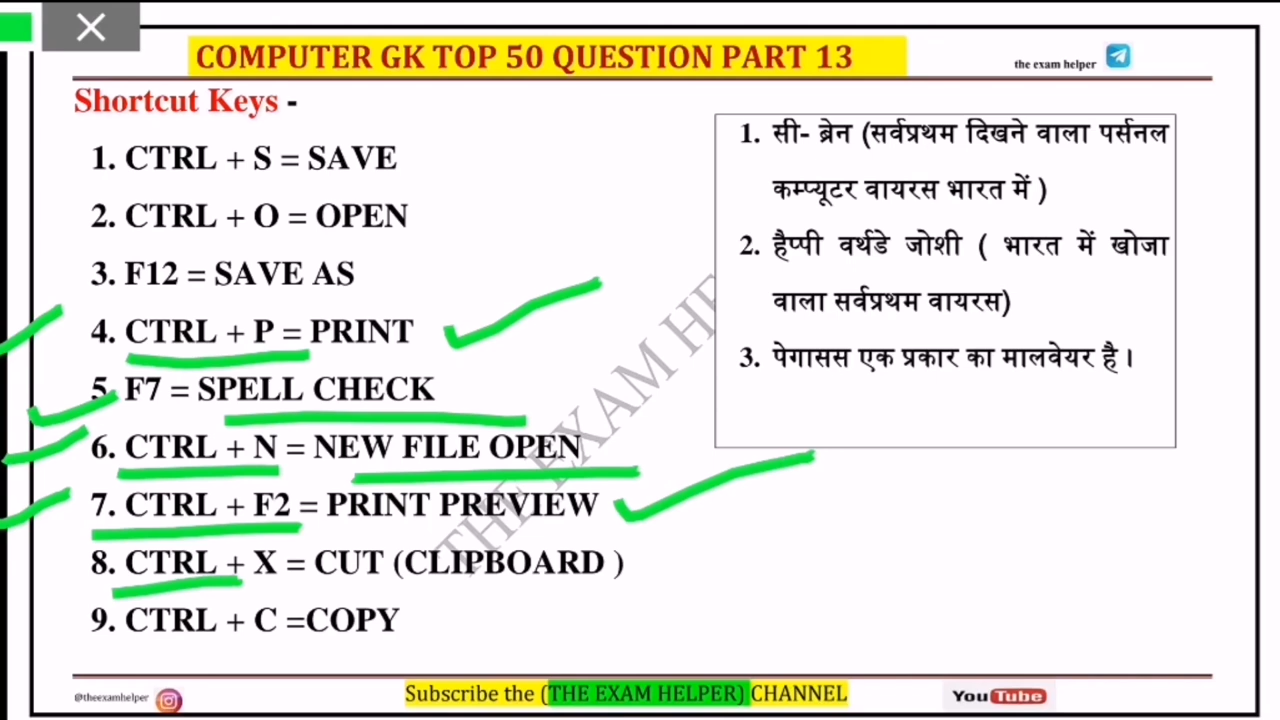 COMPUTER GK TOP 50 QUESTION PART 13
the exam helper
Shortcut Keys -
1. CTRL + S = SAVE
2. CTRL + O = OPEN
3. F12 = SAVE AS
4. CTRL + P = PRINT
5. F7 = SPELL CHECK
6. CTRL + N = NEW FILE OPEN
7. CTRL + F2 = PRINT PREVIEW
8. CTRL + X = CUT (CLIPBOARD )
9. CTRL + C =COPY
1. सी- ब्रेन (सर्वप्रथम दिखने वाला पर्सनल
कम्प्यूटर वायरस भारत में )
2. हैप्पी वर्थडे जोशी ( भारत में खोजा
वाला सर्वप्रथम वायरस)
3. पेगासस एक प्रकार का मालवेयर है।
THE EXAM HE
@theexamhelper
Subscribe the (THE EXAM HELPER) CHANNEL
YouTube